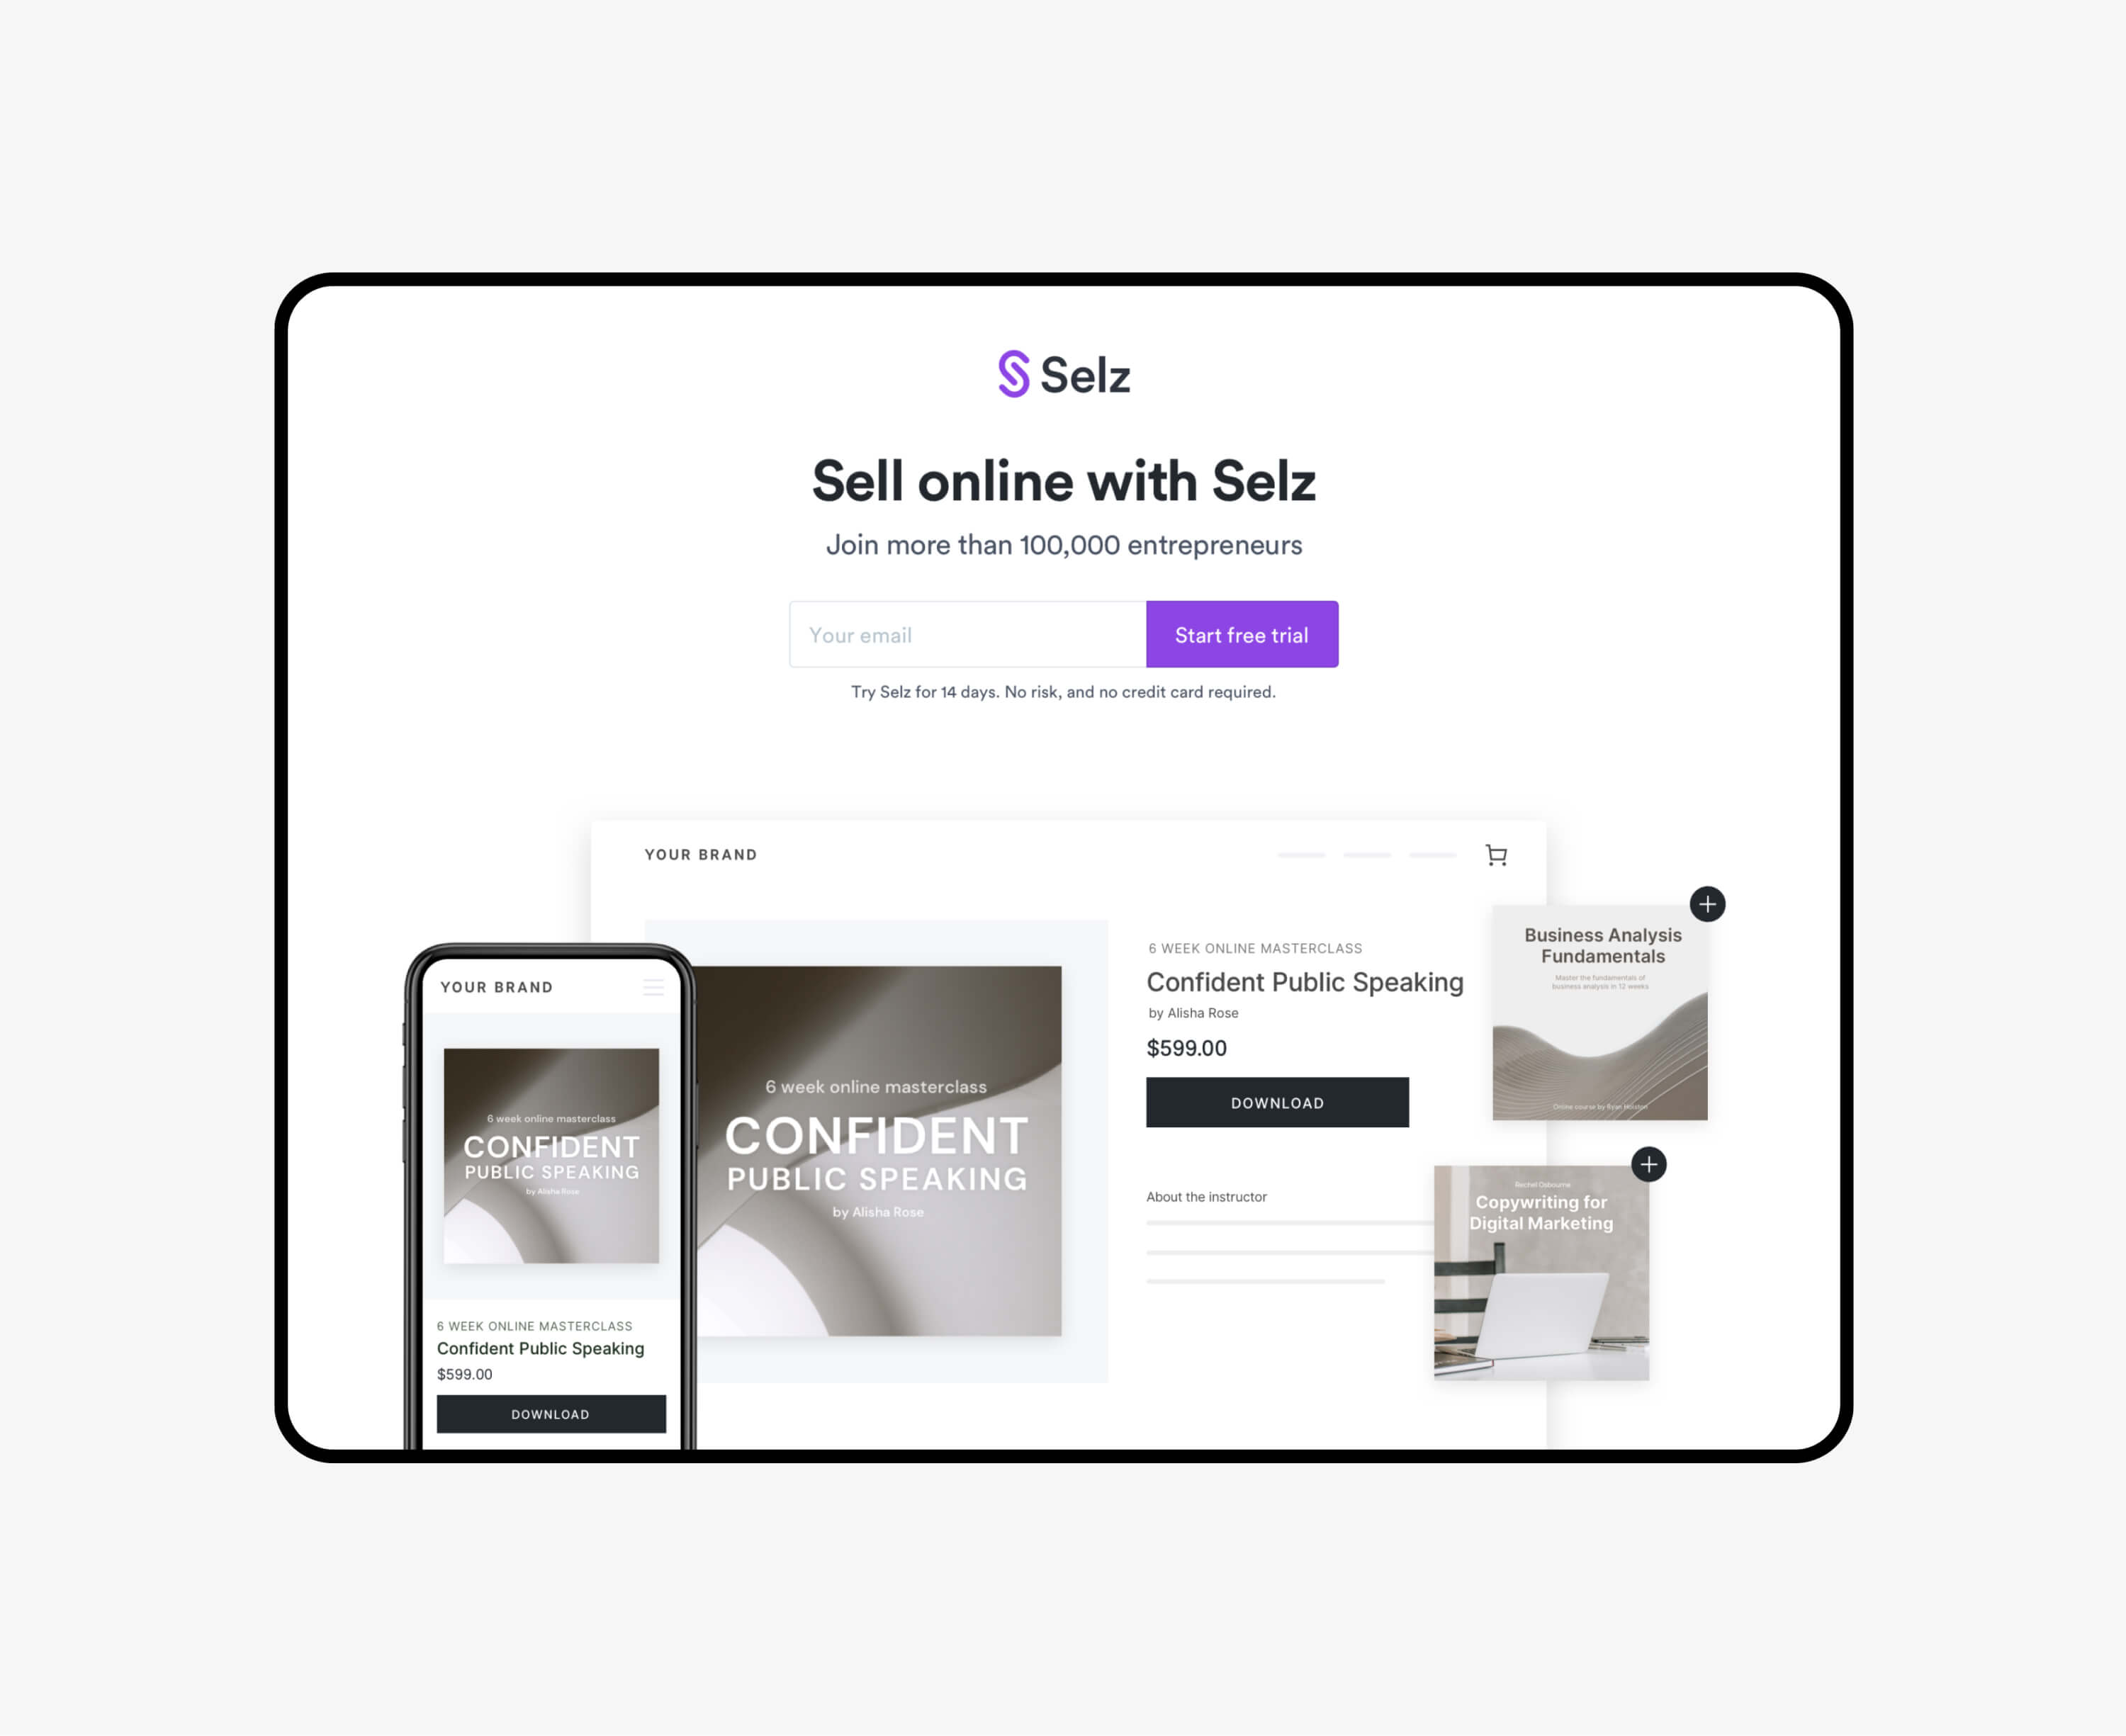 Selz
Sell online with Selz
Join more than 100,000 entrepreneurs
Your email
Start free trial
Try Selz for 14 days. No risk, and no credit card required.
YOUR BRAND
6 week online masterclass
CONFIDENT
PUBLIC SPEAKING
by Alisha Rose
6 WEEK ONLINE MASTERCLASS
Confident Public Speaking
by Alisha Rose
$599.00
DOWNLOAD
About the instructor
Business Analysis
Fundamentals
Master the fundamentals of
business analysis in 12 weeks
Online course by Ryan Holston
Rachel Osbourne
Copywriting for
Digital Marketing
YOUR BRAND
6 week online masterclass
CONFIDENT
PUBLIC SPEAKING
by Alisha Rose
6 WEEK ONLINE MASTERCLASS
Confident Public Speaking
$599.00
DOWNLOAD